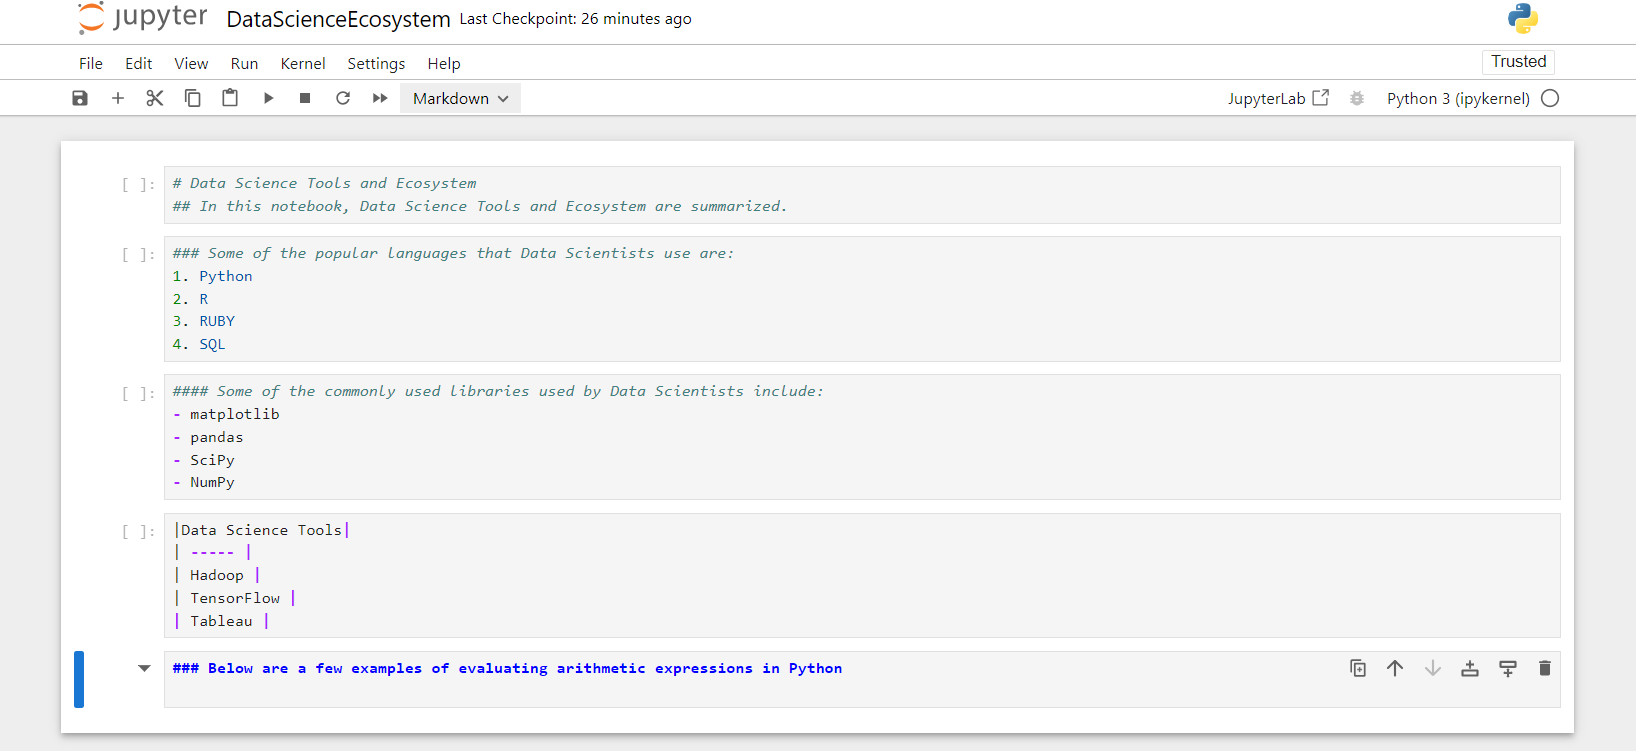 jupyter DataScienceEcosystem Last Checkpoint: 26 minutes ago
File Edit View Run Kernel Settings Help Trusted
Markdown JupyterLab Python 3 (ipykernel)
[ ]: # Data Science Tools and Ecosystem
## In this notebook, Data Science Tools and Ecosystem are summarized.
[ ]: ### Some of the popular languages that Data Scientists use are:
1. Python
2. R
3. RUBY
4. SQL
[ ]: #### Some of the commonly used libraries used by Data Scientists include:
- matplotlib
- pandas
- SciPy
- NumPy
[ ]: |Data Science Tools|
| ----- |
| Hadoop |
| TensorFlow |
| Tableau |
### Below are a few examples of evaluating arithmetic expressions in Python